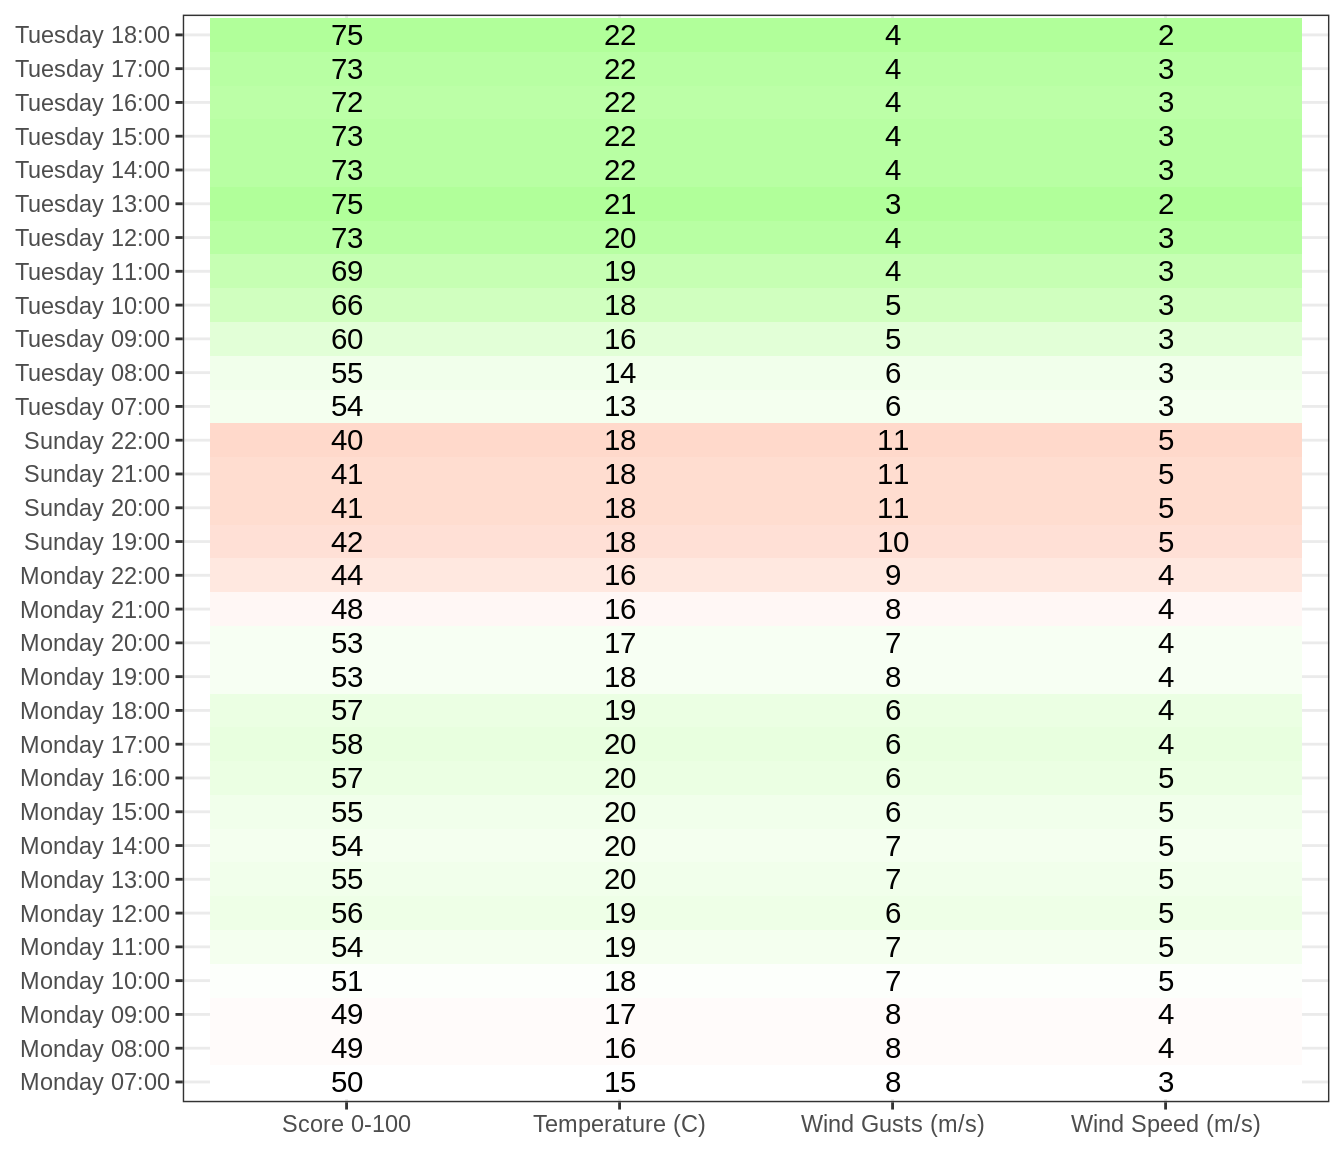 Tuesday 18:00 75 22 4 2
Tuesday 17:00 73 22 4 3
Tuesday 16:00 72 22 4 3
Tuesday 15:00 73 22 4 3
Tuesday 14:00 73 22 4 3
Tuesday 13:00 75 21 3 2
Tuesday 12:00 73 20 4 3
Tuesday 11:00 69 19 4 3
Tuesday 10:00 66 18 5 3
Tuesday 09:00 60 16 5 3
Tuesday 08:00 55 14 6 3
Tuesday 07:00 54 13 6 3
Sunday 22:00 40 18 11 5
Sunday 21:00 41 18 11 5
Sunday 20:00 41 18 11 5
Sunday 19:00 42 18 10 5
Monday 22:00 44 16 9 4
Monday 21:00 48 16 8 4
Monday 20:00 53 17 7 4
Monday 19:00 53 18 8 4
Monday 18:00 57 19 6 4
Monday 17:00 58 20 6 4
Monday 16:00 57 20 6 5
Monday 15:00 55 20 6 5
Monday 14:00 54 20 7 5
Monday 13:00 55 20 7 5
Monday 12:00 56 19 6 5
Monday 11:00 54 19 7 5
Monday 10:00 51 18 7 5
Monday 09:00 49 17 8 4
Monday 08:00 49 16 8 4
Monday 07:00 50 15 8 3
Score 0-100 Temperature (C) Wind Gusts (m/s) Wind Speed (m/s)